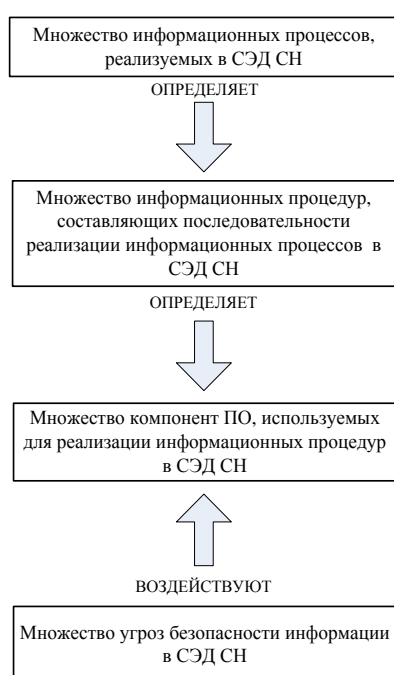 Множество информационных процессов,
реализуемых в СЭД СН
ОПРЕДЕЛЯЕТ
Множество информационных процедур,
составляющих последовательности
реализации информационных процессов в
СЭД СН
ОПРЕДЕЛЯЕТ
Множество компонент ПО, используемых
для реализации информационных процедур
в СЭД СН
ВОЗДЕЙСТВУЮТ
Множество угроз безопасности информации
в СЭД СН